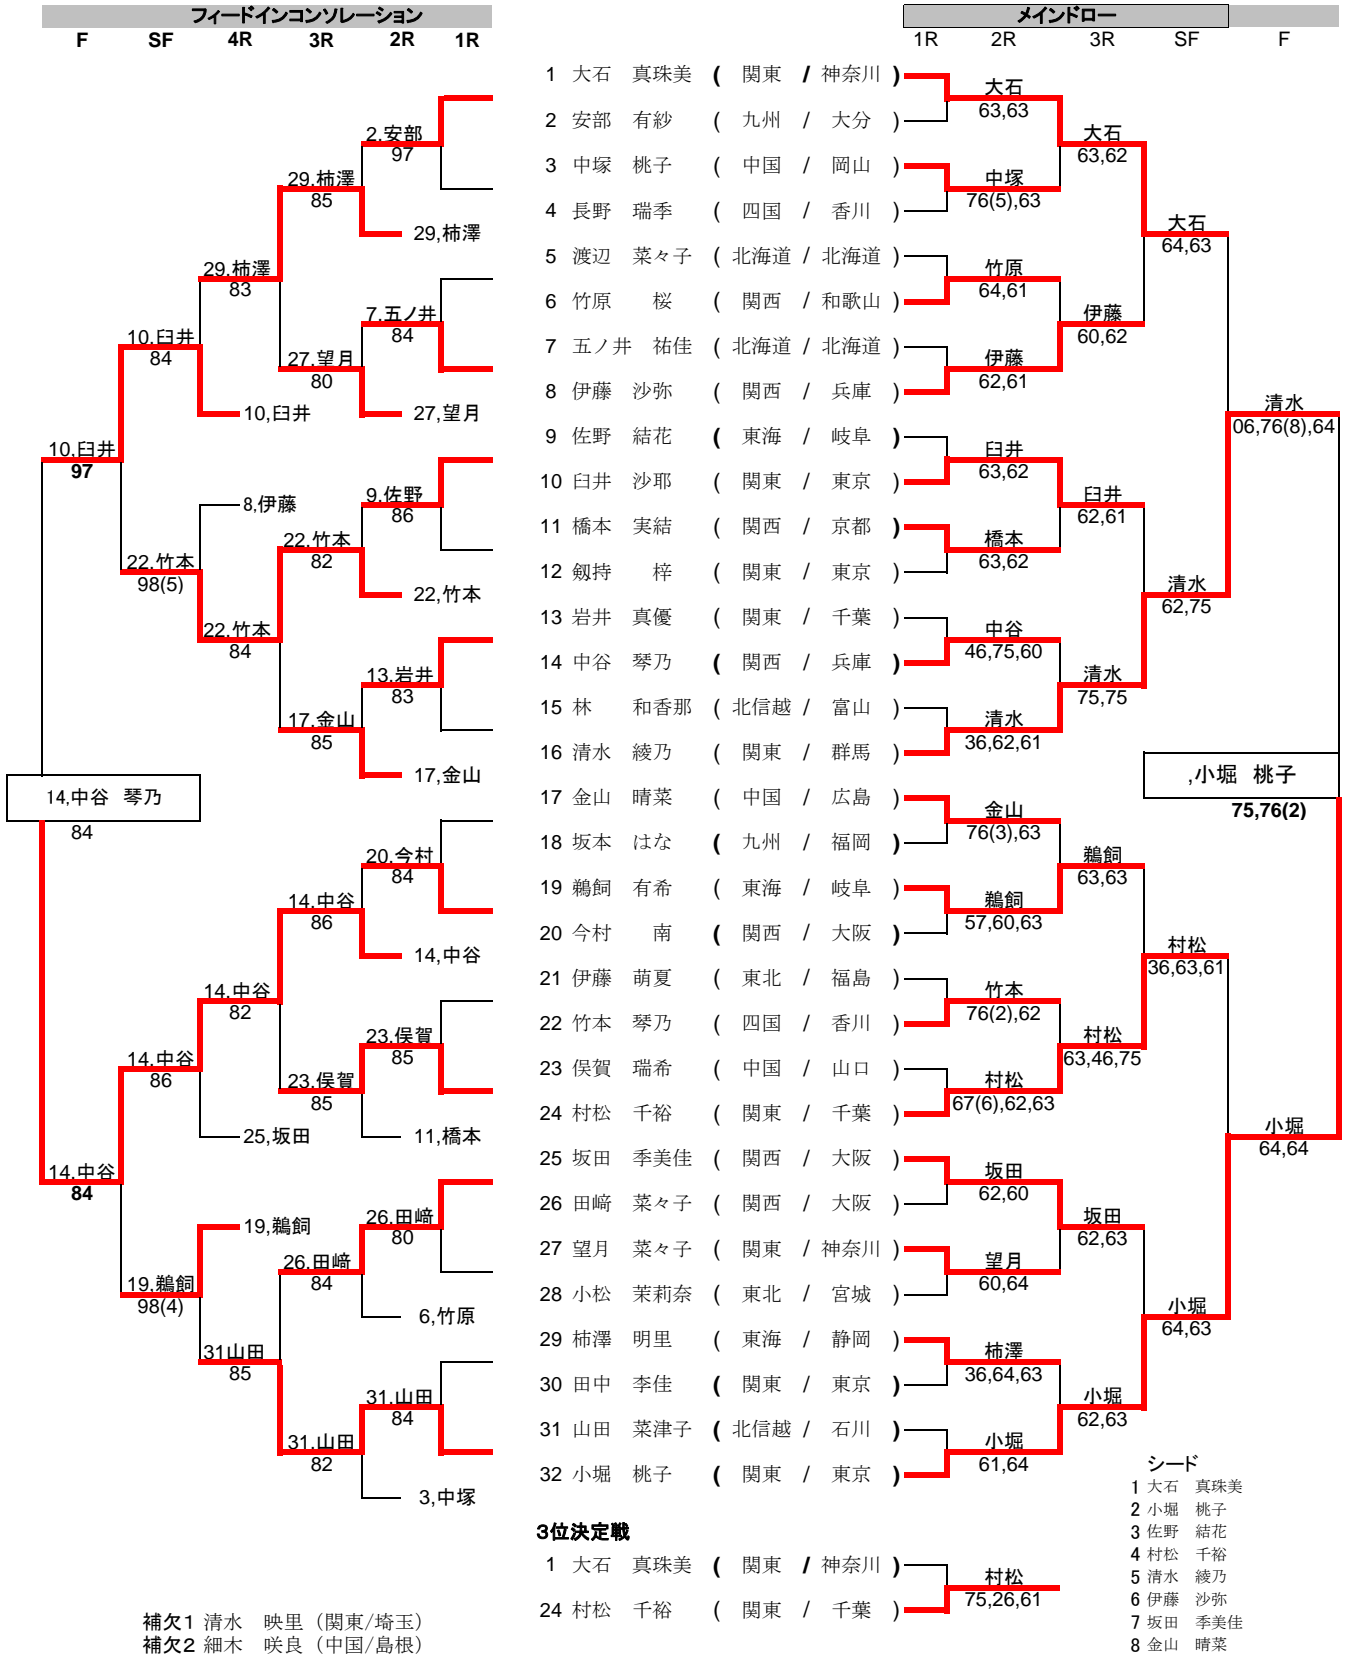 フィードインコンソレーション
F SF 4R 3R 2R 1R
2,安部
97
29,柿澤
85
29,柿澤
29,柿澤
83
7,五ノ井
84
10,臼井
84
27,望月
80
10,臼井
27,望月
10,臼井
97
8,伊藤
9,佐野
86
22,竹本
82
22,竹本
98(5)
22,竹本
22,竹本
84
13,岩井
83
17,金山
85
17,金山
14,中谷 琴乃
84
20,今村
84
14,中谷
86
14,中谷
14,中谷
82
23,俣賀
85
14,中谷
86
23,俣賀
85
25,坂田
11,橋本
14,中谷
84
19,鵜飼
26,田﨑
80
26,田﨑
84
19,鵜飼
98(4)
6,竹原
31山田
85
31,山田
84
31,山田
82
3,中塚
1 大石 真珠美 ( 関東 / 神奈川 )
2 安部 有紗 ( 九州 / 大分 )
3 中塚 桃子 ( 中国 / 岡山 )
4 長野 瑞季 ( 四国 / 香川 )
5 渡辺 菜々子 ( 北海道 / 北海道 )
6 竹原 桜 ( 関西 / 和歌山 )
7 五ノ井 祐佳 ( 北海道 / 北海道 )
8 伊藤 沙弥 ( 関西 / 兵庫 )
9 佐野 結花 ( 東海 / 岐阜 )
10 臼井 沙耶 ( 関東 / 東京 )
11 橋本 実結 ( 関西 / 京都 )
12 剱持 梓 ( 関東 / 東京 )
13 岩井 真優 ( 関東 / 千葉 )
14 中谷 琴乃 ( 関西 / 兵庫 )
15 林 和香那 ( 北信越 / 富山 )
16 清水 綾乃 ( 関東 / 群馬 )
17 金山 晴菜 ( 中国 / 広島 )
18 坂本 はな ( 九州 / 福岡 )
19 鵜飼 有希 ( 東海 / 岐阜 )
20 今村 南 ( 関西 / 大阪 )
21 伊藤 萌夏 ( 東北 / 福島 )
22 竹本 琴乃 ( 四国 / 香川 )
23 俣賀 瑞希 ( 中国 / 山口 )
24 村松 千裕 ( 関東 / 千葉 )
25 坂田 季美佳 ( 関西 / 大阪 )
26 田﨑 菜々子 ( 関西 / 大阪 )
27 望月 菜々子 ( 関東 / 神奈川 )
28 小松 茉莉奈 ( 東北 / 宮城 )
29 柿澤 明里 ( 東海 / 静岡 )
30 田中 李佳 ( 関東 / 東京 )
31 山田 菜津子 ( 北信越 / 石川 )
32 小堀 桃子 ( 関東 / 東京 )
メインドロー
1R 2R 3R SF F
大石
63,63
大石
63,62
中塚
76(5),63
大石
64,63
竹原
64,61
伊藤
60,62
伊藤
62,61
清水
06,76(8),64
臼井
63,62
臼井
62,61
橋本
63,62
清水
62,75
中谷
46,75,60
清水
75,75
清水
36,62,61
,小堀 桃子
75,76(2)
金山
76(3),63
鵜飼
63,63
鵜飼
57,60,63
村松
36,63,61
竹本
76(2),62
村松
63,46,75
村松
67(6),62,63
小堀
64,64
坂田
62,60
坂田
62,63
望月
60,64
小堀
64,63
柿澤
36,64,63
小堀
62,63
小堀
61,64
シード
1 大石 真珠美
2 小堀 桃子
3 佐野 結花
4 村松 千裕
5 清水 綾乃
6 伊藤 沙弥
7 坂田 季美佳
8 金山 晴菜
3位決定戦
1 大石 真珠美 ( 関東 / 神奈川 )
24 村松 千裕 ( 関東 / 千葉 )
村松
75,26,61
補欠1 清水 映里 (関東/埼玉)
補欠2 細木 咲良 (中国/島根)